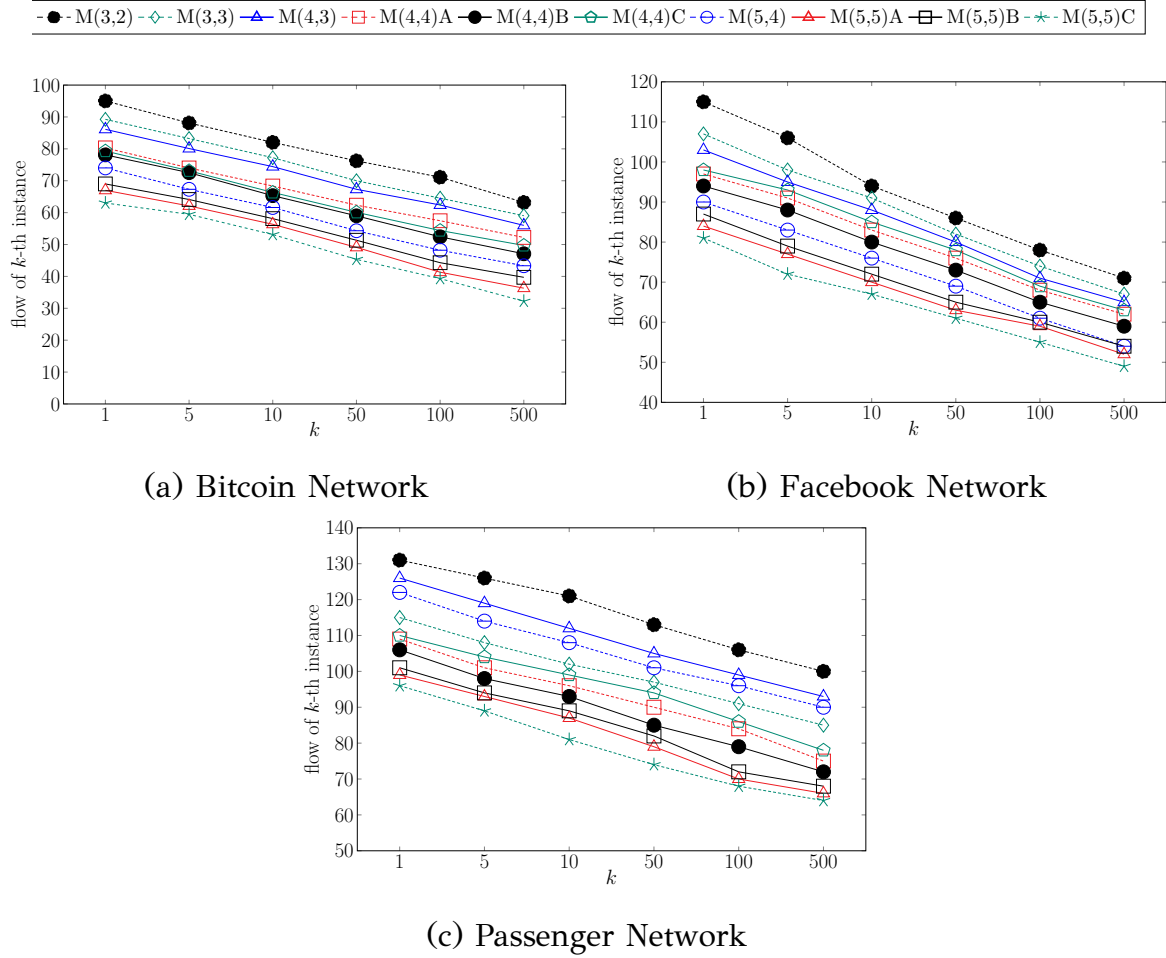 M(3,2) M(3,3) M(4,3) M(4,4)A M(4,4)B M(4,4)C M(5,4) M(5,5)A M(5,5)B M(5,5)C
100
90
80
70
60
50
40
30
20
10
0
flow of k-th instance
1 5 10 50 100 500
k
(a) Bitcoin Network
120
110
100
90
80
70
60
50
40
flow of k-th instance
1 5 10 50 100 500
k
(b) Facebook Network
140
130
120
110
100
90
80
70
60
50
flow of k-th instance
1 5 10 50 100 500
k
(c) Passenger Network